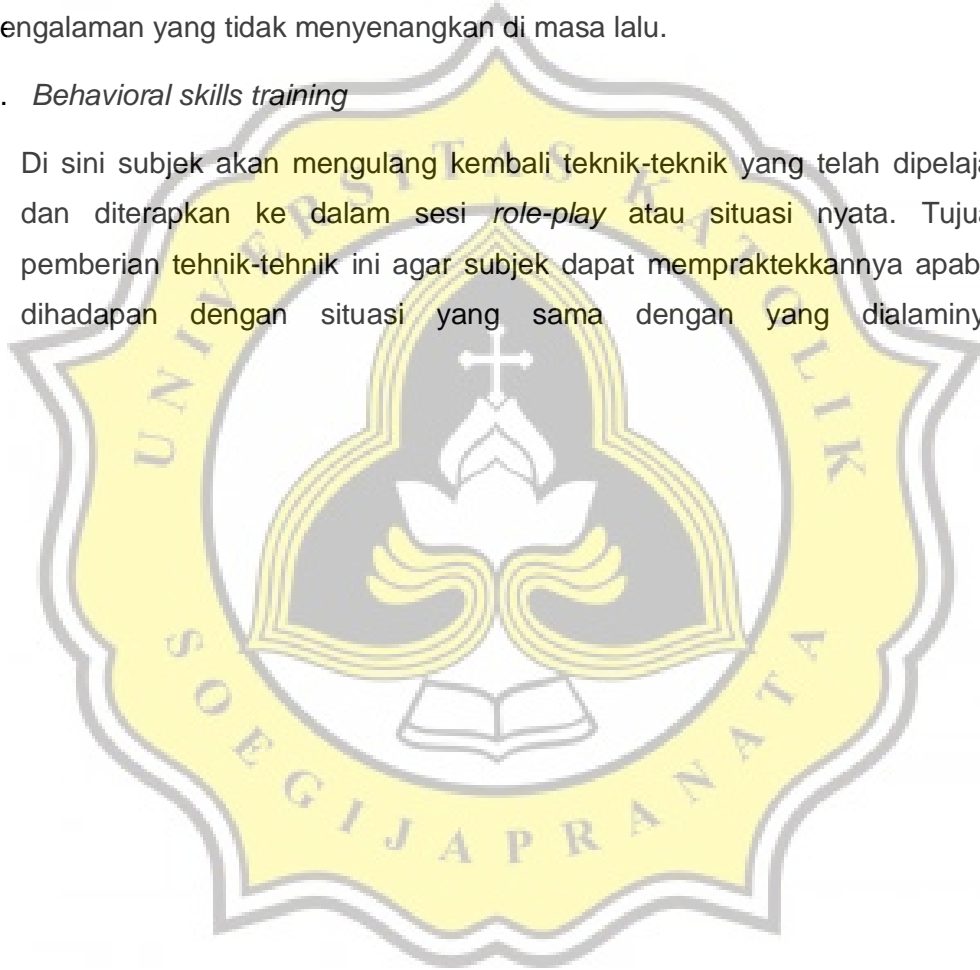 engalaman yang tidak menyenangkan di masa lalu.
. Behavioral skills training
Di sini subjek akan mengulang kembali teknik-teknik yang telah dipelaja
dan diterapkan ke dalam sesi role-play atau situasi nyata. Tujua
pemberian tehnik-tehnik ini agar subjek dapat mempraktekkannya apab
dihadapan dengan situasi yang sama dengan yang dialaminy
UNIVERSITAS KATOLIK
SOEGIJAPRANATA